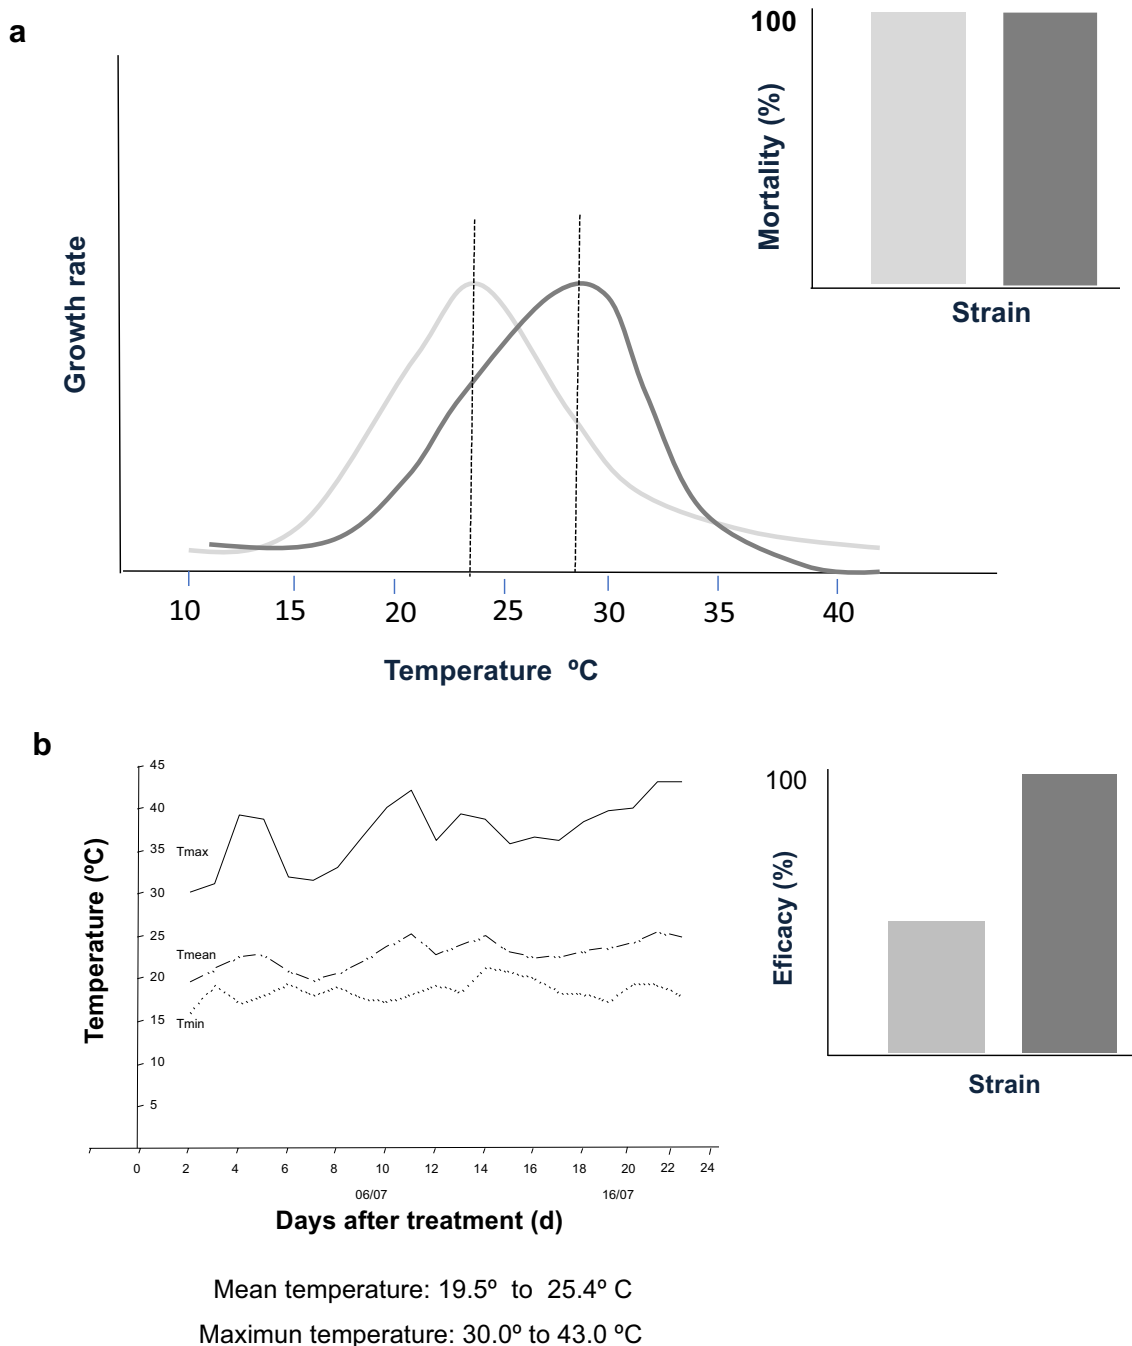 a
100
Mortality (%)
Strain
Growth rate
10 15 20 25 30 35 40
Temperature ºC
b
45
40
35
30
25
20
15
10
5
Temperature (ºC)
Tmax
Tmean
Tmin
0 2 4 6 8 10 12 14 16 18 20 22 24
06/07 16/07
Days after treatment (d)
100
Eficacy (%)
Strain
Mean temperature: 19.5º to 25.4º C
Maximun temperature: 30.0º to 43.0 ºC